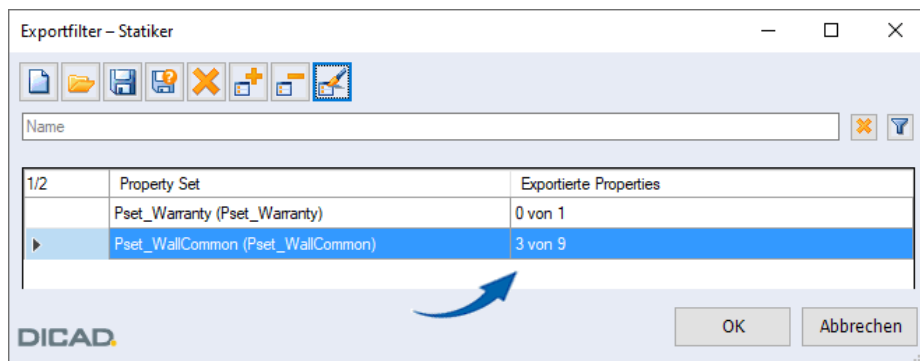 Exportfilter – Statiker
Name
1/2 Property Set Exportierte Properties
Pset_Warranty (Pset_Warranty) 0 von 1
Pset_WallCommon (Pset_WallCommon) 3 von 9
DICAD. OK Abbrechen